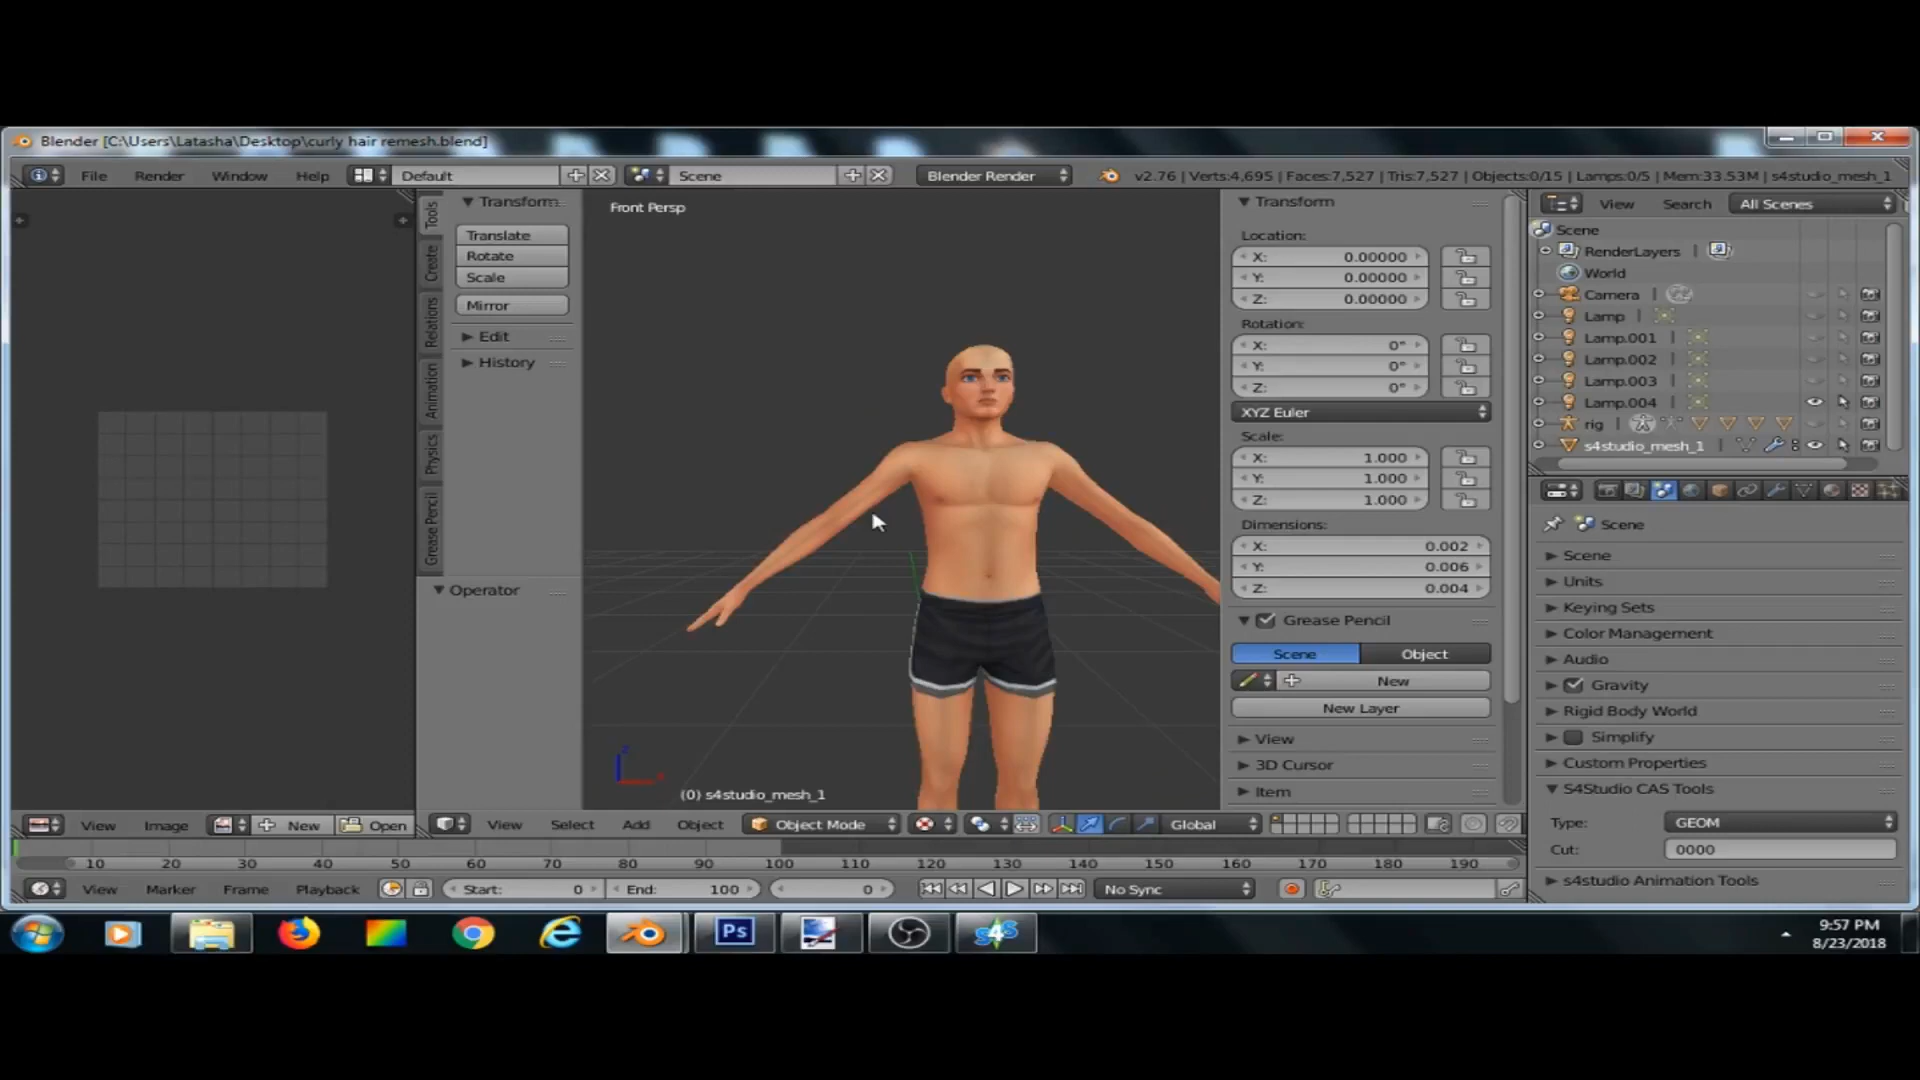 Blender [C:\Users\Latasha\Desktop\curly hair remesh.blend]
File Render Window Help Default Scene Blender Render v2.76 | Verts:4,695 | Faces:7,527 | Tris:7,527 | Objects:0/15 | Lamps:0/5 | Mem:33.53M | s4studio_mesh_1
Tools
Create
Relations
Animation
Physics
Grease Pencil
Transform
Translate
Rotate
Scale
Mirror
Edit
History
Operator
Front Persp
(0) s4studio_mesh_1
Transform
Location:
X: 0.00000
Y: 0.00000
Z: 0.00000
Rotation:
X: 0°
Y: 0°
Z: 0°
XYZ Euler
Scale:
X: 1.000
Y: 1.000
Z: 1.000
Dimensions:
X: 0.002
Y: 0.006
Z: 0.004
Grease Pencil
Scene Object
New
New Layer
View
3D Cursor
Item
View Search All Scenes
Scene
RenderLayers
World
Camera
Lamp
Lamp.001
Lamp.002
Lamp.003
Lamp.004
rig
s4studio_mesh_1
Scene
Scene
Units
Keying Sets
Color Management
Audio
Gravity
Rigid Body World
Simplify
Custom Properties
S4Studio CAS Tools
Type: GEOM
Cut: 0000
s4studio Animation Tools
View Image New Open View Select Add Object Object Mode Global
10 20 30 40 50 60 70 80 90 100 110 120 130 140 150 160 170 180 190
View Marker Frame Playback Start: 0 End: 100 0 No Sync
Ps S4S
9:57 PM
8/23/2018